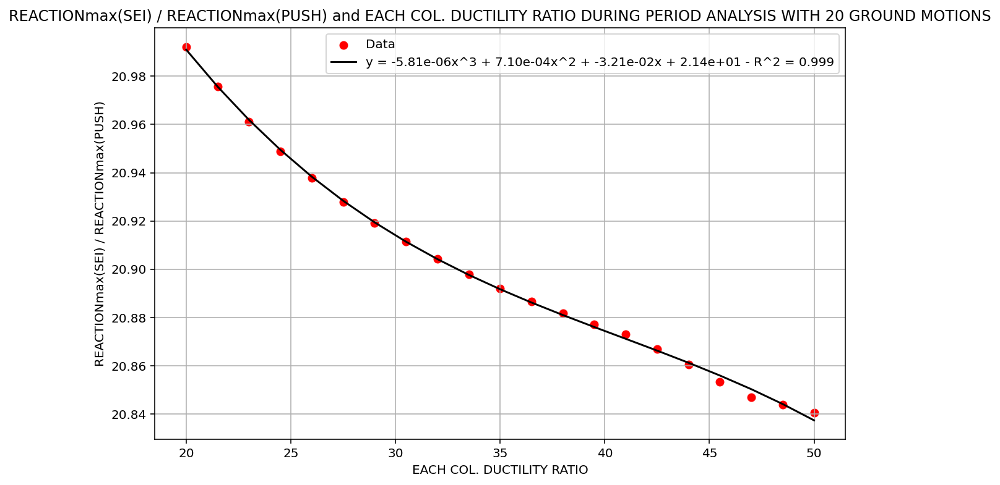 REACTIONmax(SEI) / REACTIONmax(PUSH) and EACH COL. DUCTILITY RATIO DURING PERIOD ANALYSIS WITH 20 GROUND MOTIONS
Data
y = -5.81e-06x^3 + 7.10e-04x^2 + -3.21e-02x + 2.14e+01 - R^2 = 0.999
REACTIONmax(SEI) / REACTIONmax(PUSH)
20.98
20.96
20.94
20.92
20.90
20.88
20.86
20.84
20 25 30 35 40 45 50
EACH COL. DUCTILITY RATIO